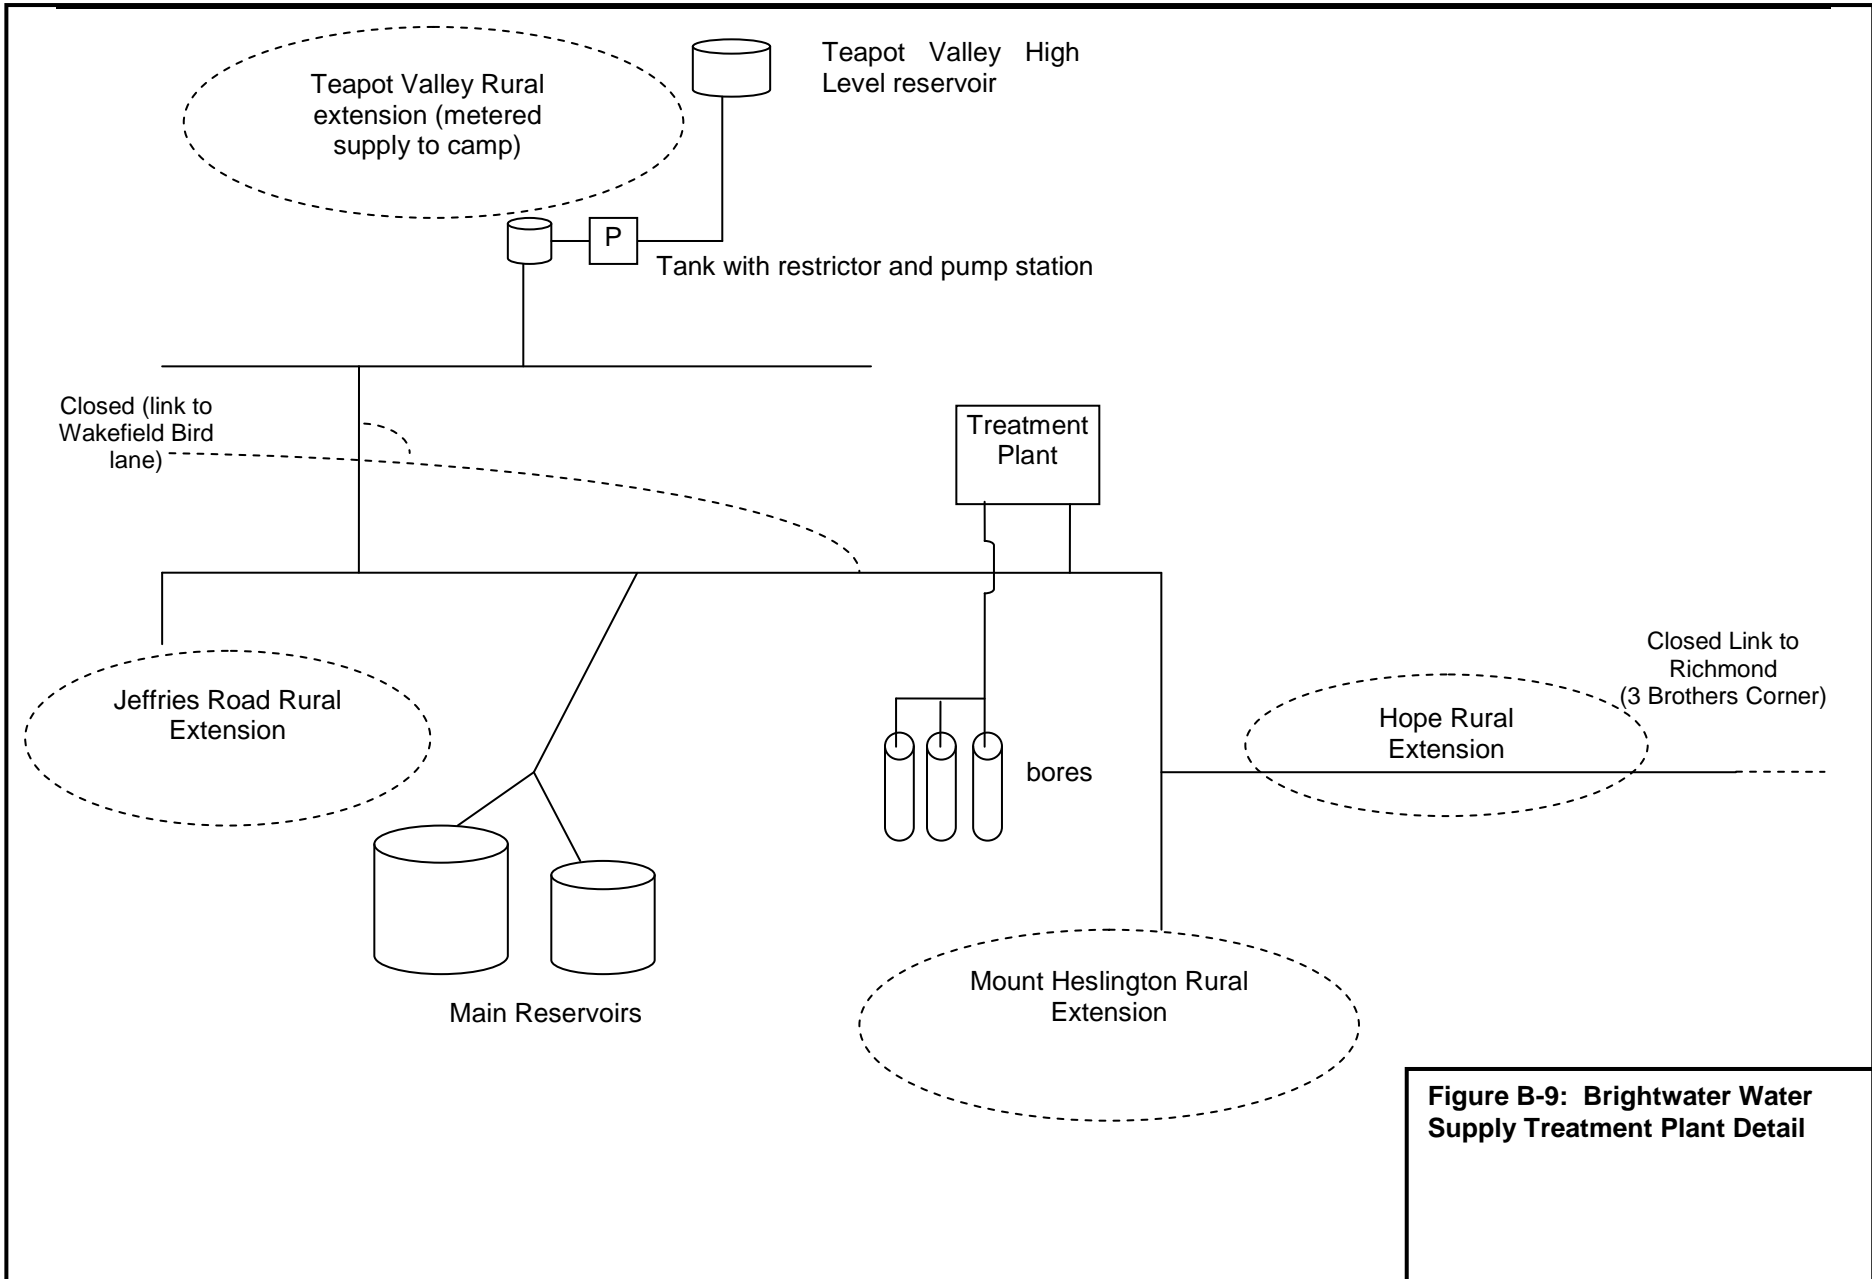 Teapot Valley Rural
extension (metered
supply to camp)
Teapot Valley High
Level reservoir
P
Tank with restrictor and pump station
Closed (link to
Wakefield Bird
lane)
Treatment
Plant
Jeffries Road Rural
Extension
bores
Hope Rural
Extension
Closed Link to
Richmond
(3 Brothers Corner)
Main Reservoirs
Mount Heslington Rural
Extension
Figure B-9: Brightwater Water
Supply Treatment Plant Detail